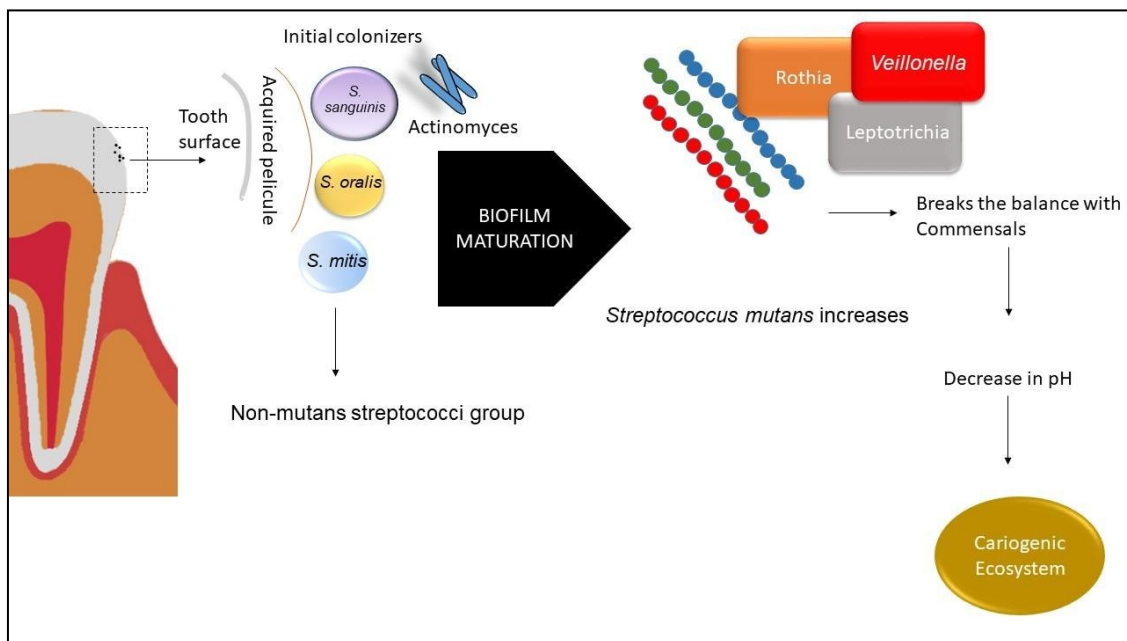 Initial colonizers
Tooth
surface
Acquired pelicule
S.
sanguinis
Actinomyces
S. oralis
S. mitis
Non-mutans streptococci group
BIOFILM
MATURATION
Rothia
Veillonella
Leptotrichia
Breaks the balance with
Commensals
Streptococcus mutans increases
Decrease in pH
Cariogenic
Ecosystem